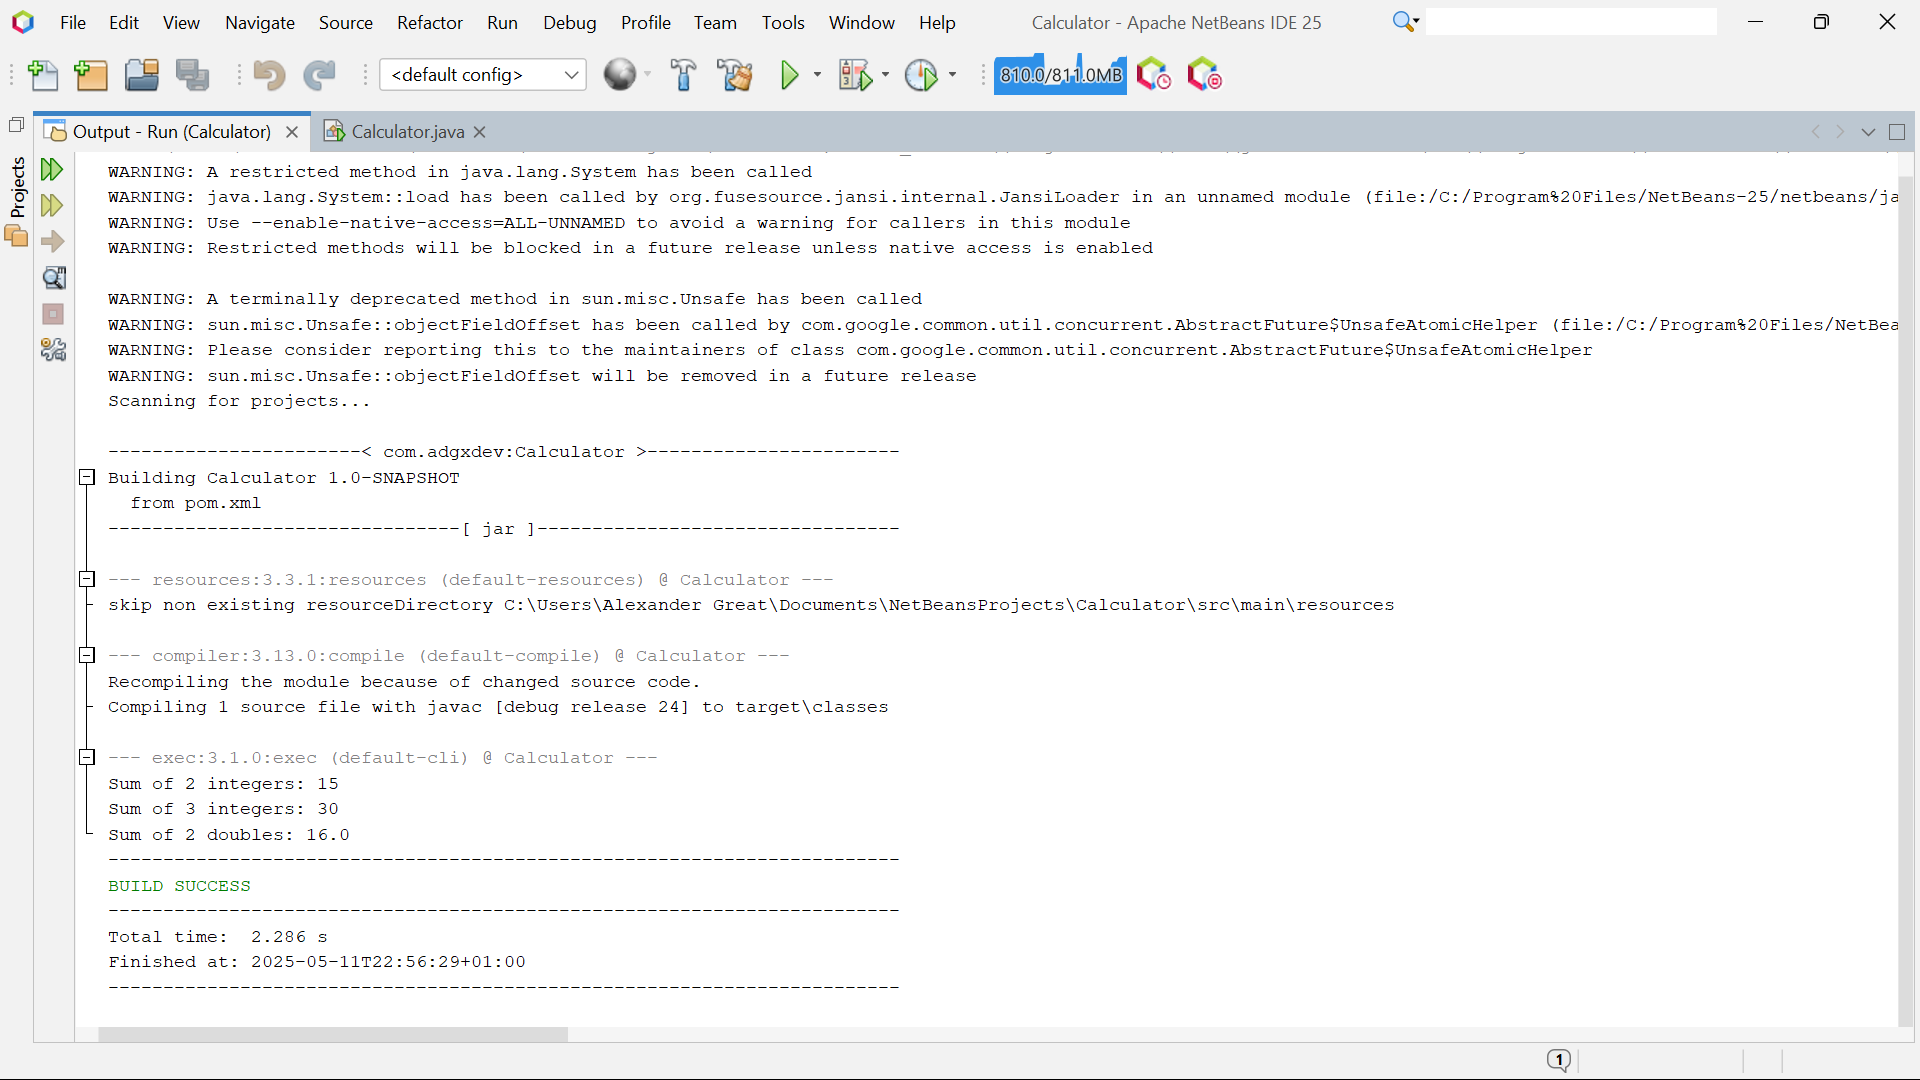 File Edit View Navigate Source Refactor Run Debug Profile Team Tools Window Help
Calculator - Apache NetBeans IDE 25
<default config>
810.0/811.0MB
Output - Run (Calculator)
Calculator.java
Projects
WARNING: A restricted method in java.lang.System has been called
WARNING: java.lang.System::load has been called by org.fusesource.jansi.internal.JansiLoader in an unnamed module (file:/C:/Program%20Files/NetBeans-25/netbeans/ja
WARNING: Use --enable-native-access=ALL-UNNAMED to avoid a warning for callers in this module
WARNING: Restricted methods will be blocked in a future release unless native access is enabled
WARNING: A terminally deprecated method in sun.misc.Unsafe has been called
WARNING: sun.misc.Unsafe::objectFieldOffset has been called by com.google.common.util.concurrent.AbstractFuture$UnsafeAtomicHelper (file:/C:/Program%20Files/NetBea
WARNING: Please consider reporting this to the maintainers of class com.google.common.util.concurrent.AbstractFuture$UnsafeAtomicHelper
WARNING: sun.misc.Unsafe::objectFieldOffset will be removed in a future release
Scanning for projects...
-----------------------< com.adgxdev:Calculator >-----------------------
Building Calculator 1.0-SNAPSHOT
from pom.xml
--------------------------------[ jar ]---------------------------------
--- resources:3.3.1:resources (default-resources) @ Calculator ---
skip non existing resourceDirectory C:\Users\Alexander Great\Documents\NetBeansProjects\Calculator\src\main\resources
--- compiler:3.13.0:compile (default-compile) @ Calculator ---
Recompiling the module because of changed source code.
Compiling 1 source file with javac [debug release 24] to target\classes
--- exec:3.1.0:exec (default-cli) @ Calculator ---
Sum of 2 integers: 15
Sum of 3 integers: 30
Sum of 2 doubles: 16.0
------------------------------------------------------------------------
BUILD SUCCESS
------------------------------------------------------------------------
Total time:  2.286 s
Finished at: 2025-05-11T22:56:29+01:00
------------------------------------------------------------------------
1